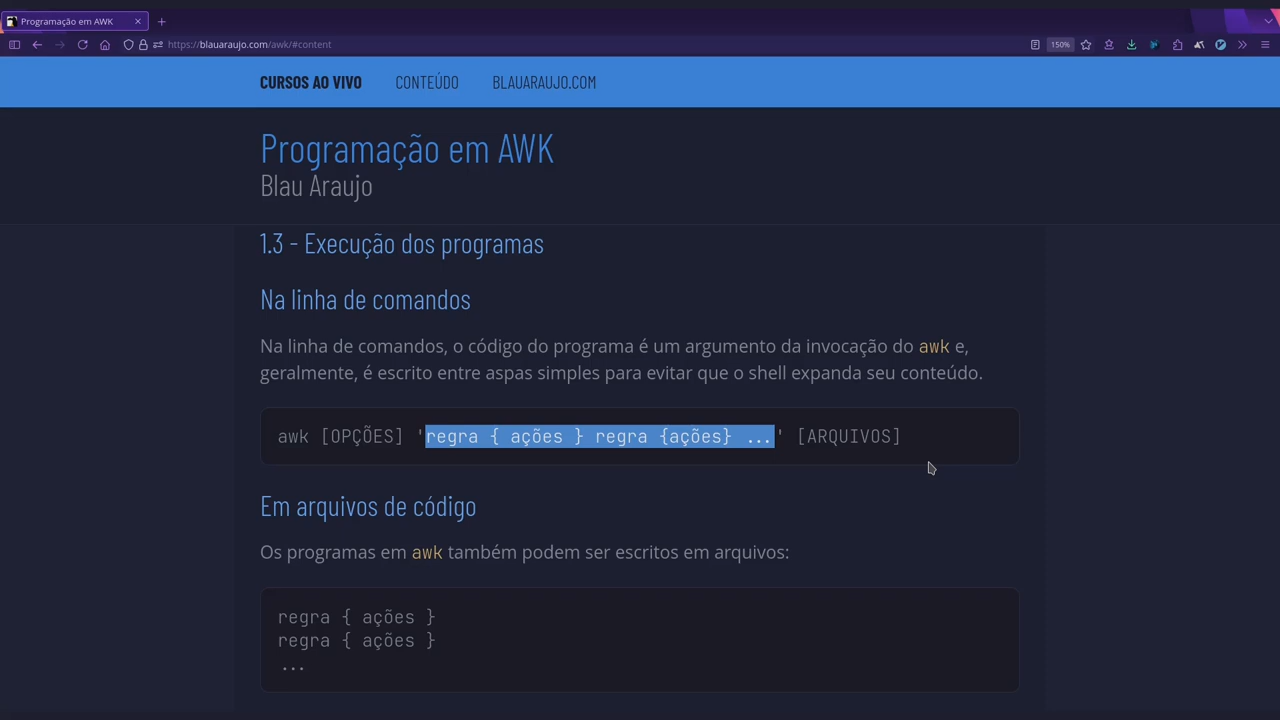 Programação em AWK
https://blauaraujo.com/awk/#content
150%
CURSOS AO VIVO CONTEÚDO BLAUARAUJO.COM
Programação em AWK
Blau Araujo
1.3 - Execução dos programas
Na linha de comandos
Na linha de comandos, o código do programa é um argumento da invocação do awk e,
geralmente, é escrito entre aspas simples para evitar que o shell expanda seu conteúdo.
awk [OPÇÕES] 'regra { ações } regra {ações} ...' [ARQUIVOS]
Em arquivos de código
Os programas em awk também podem ser escritos em arquivos:
regra { ações }
regra { ações }
...